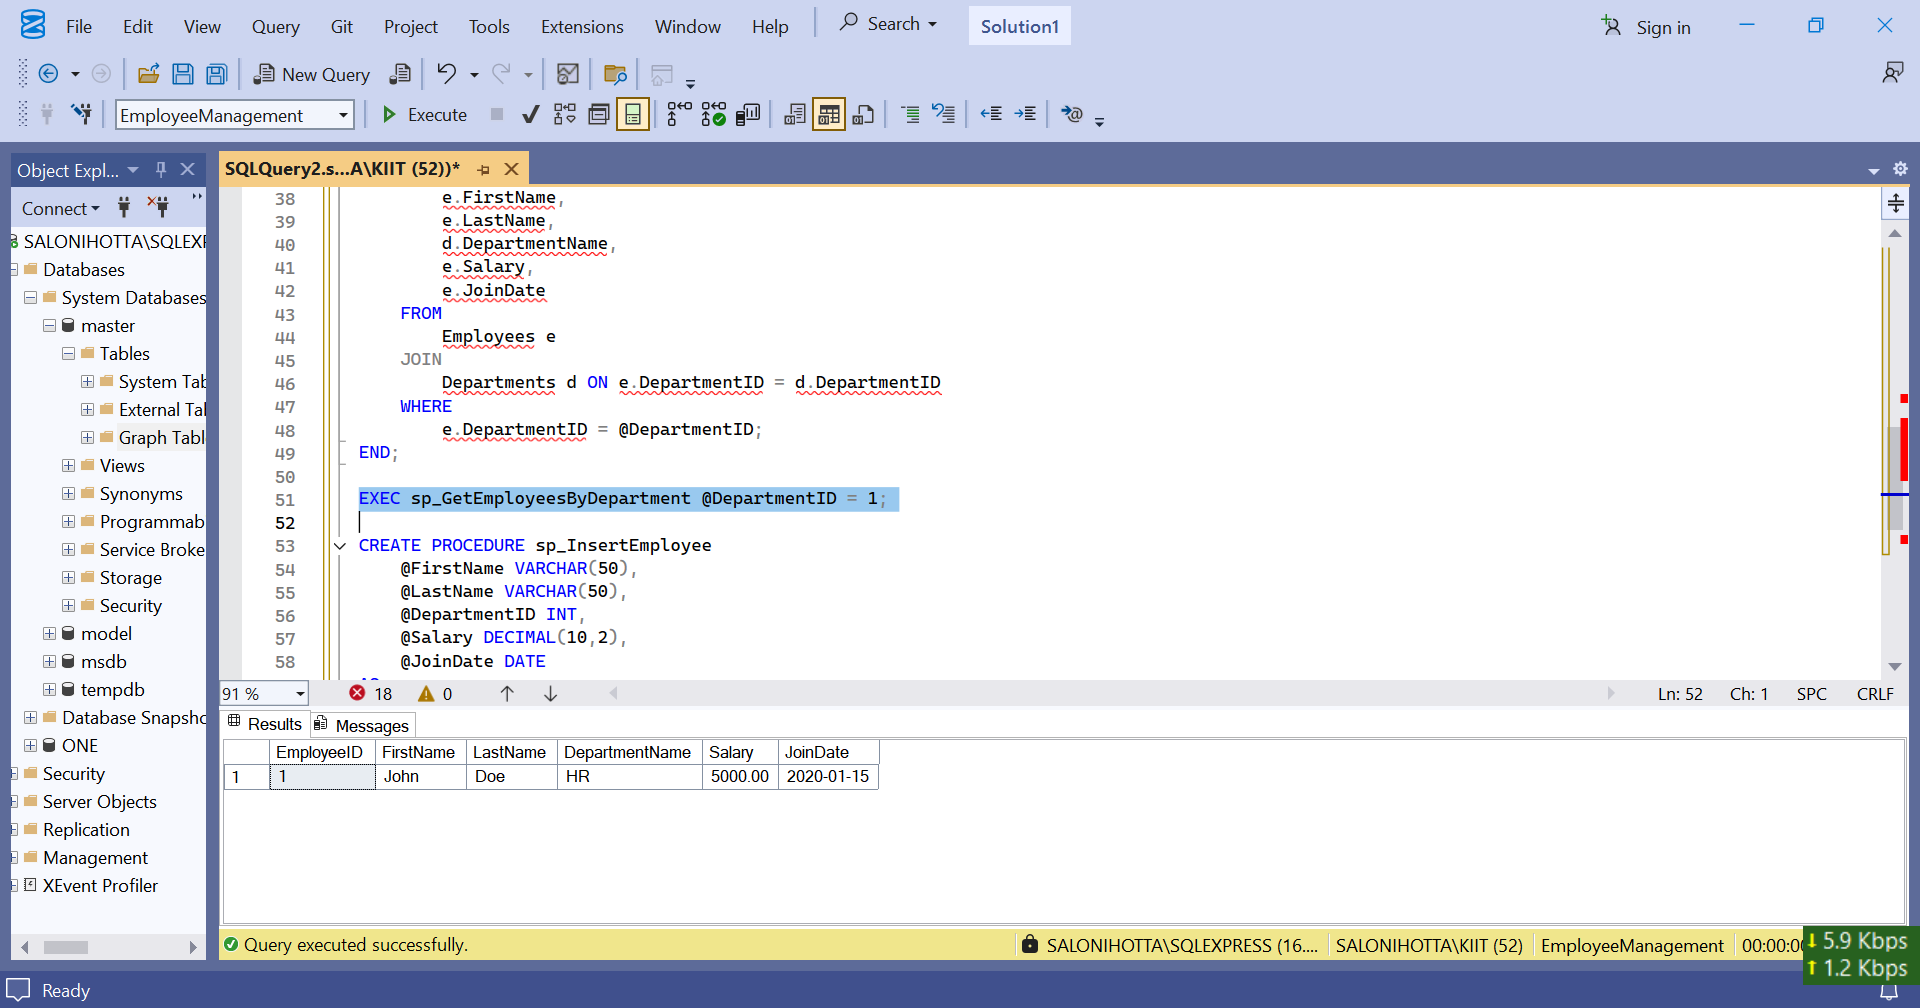 File Edit View Query Git Project Tools Extensions Window Help Search Solution1 Sign in
New Query
EmployeeManagement Execute
Object Expl...
Connect
SALONIHOTTA\SQLEXP
Databases
System Databases
master
Tables
System Tab
External Tal
Graph Tabl
Views
Synonyms
Programmab
Service Broke
Storage
Security
model
msdb
tempdb
Database Snapsho
ONE
Security
Server Objects
Replication
Management
XEvent Profiler
SQLQuery2.s...A\KIIT (52))*
38 e.FirstName,
39 e.LastName,
40 d.DepartmentName,
41 e.Salary,
42 e.JoinDate
43 FROM
44 Employees e
45 JOIN
46 Departments d ON e.DepartmentID = d.DepartmentID
47 WHERE
48 e.DepartmentID = @DepartmentID;
49 END;
50
51 EXEC sp_GetEmployeesByDepartment @DepartmentID = 1;
52
53 CREATE PROCEDURE sp_InsertEmployee
54 @FirstName VARCHAR(50),
55 @LastName VARCHAR(50),
56 @DepartmentID INT,
57 @Salary DECIMAL(10,2),
58 @JoinDate DATE
91 % 18 0 Ln: 52 Ch: 1 SPC CRLF
Results Messages
EmployeeID FirstName LastName DepartmentName Salary JoinDate
1 1 John Doe HR 5000.00 2020-01-15
Query executed successfully. SALONIHOTTA\SQLEXPRESS (16.... SALONIHOTTA\KIIT (52) EmployeeManagement 00:00:0
5.9 Kbps
1.2 Kbps
Ready